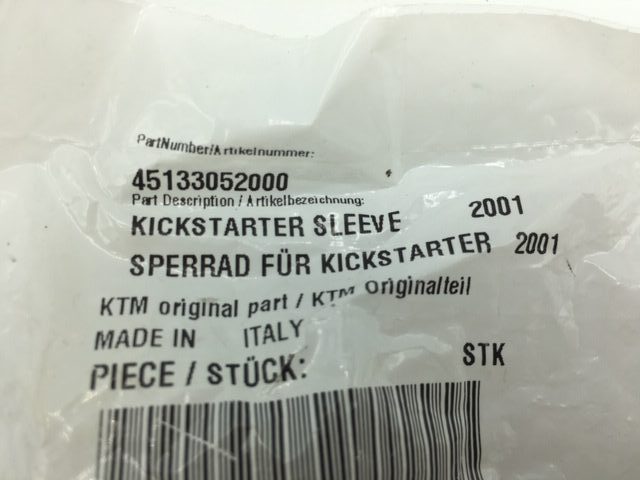 PartNumber/Artikelnummer:
45133052000
Part Description / Artikelbezeichnung:
KICKSTARTER SLEEVE 2001
SPERRAD FÜR KICKSTARTER 2001
KTM original part / KTM Originalteil
MADE IN ITALY
PIECE / STÜCK: STK